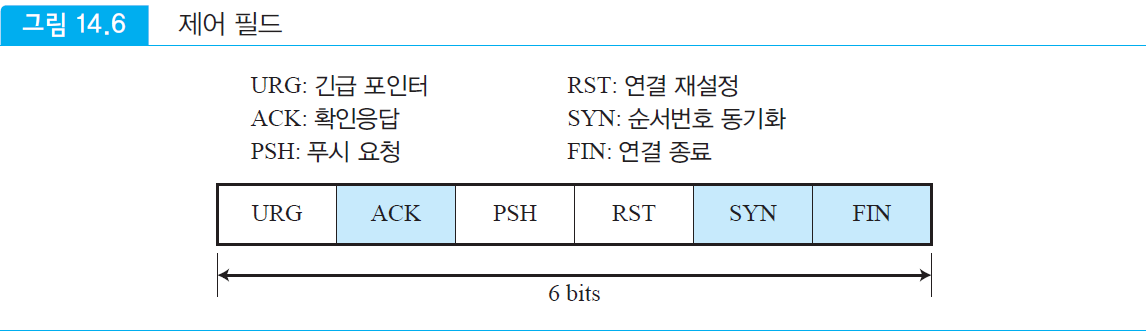 그림 14.6 제어 필드
URG: 긴급 포인터 RST: 연결 재설정
ACK: 확인응답 SYN: 순서번호 동기화
PSH: 푸시 요청 FIN: 연결 종료
URG ACK PSH RST SYN FIN
6 bits